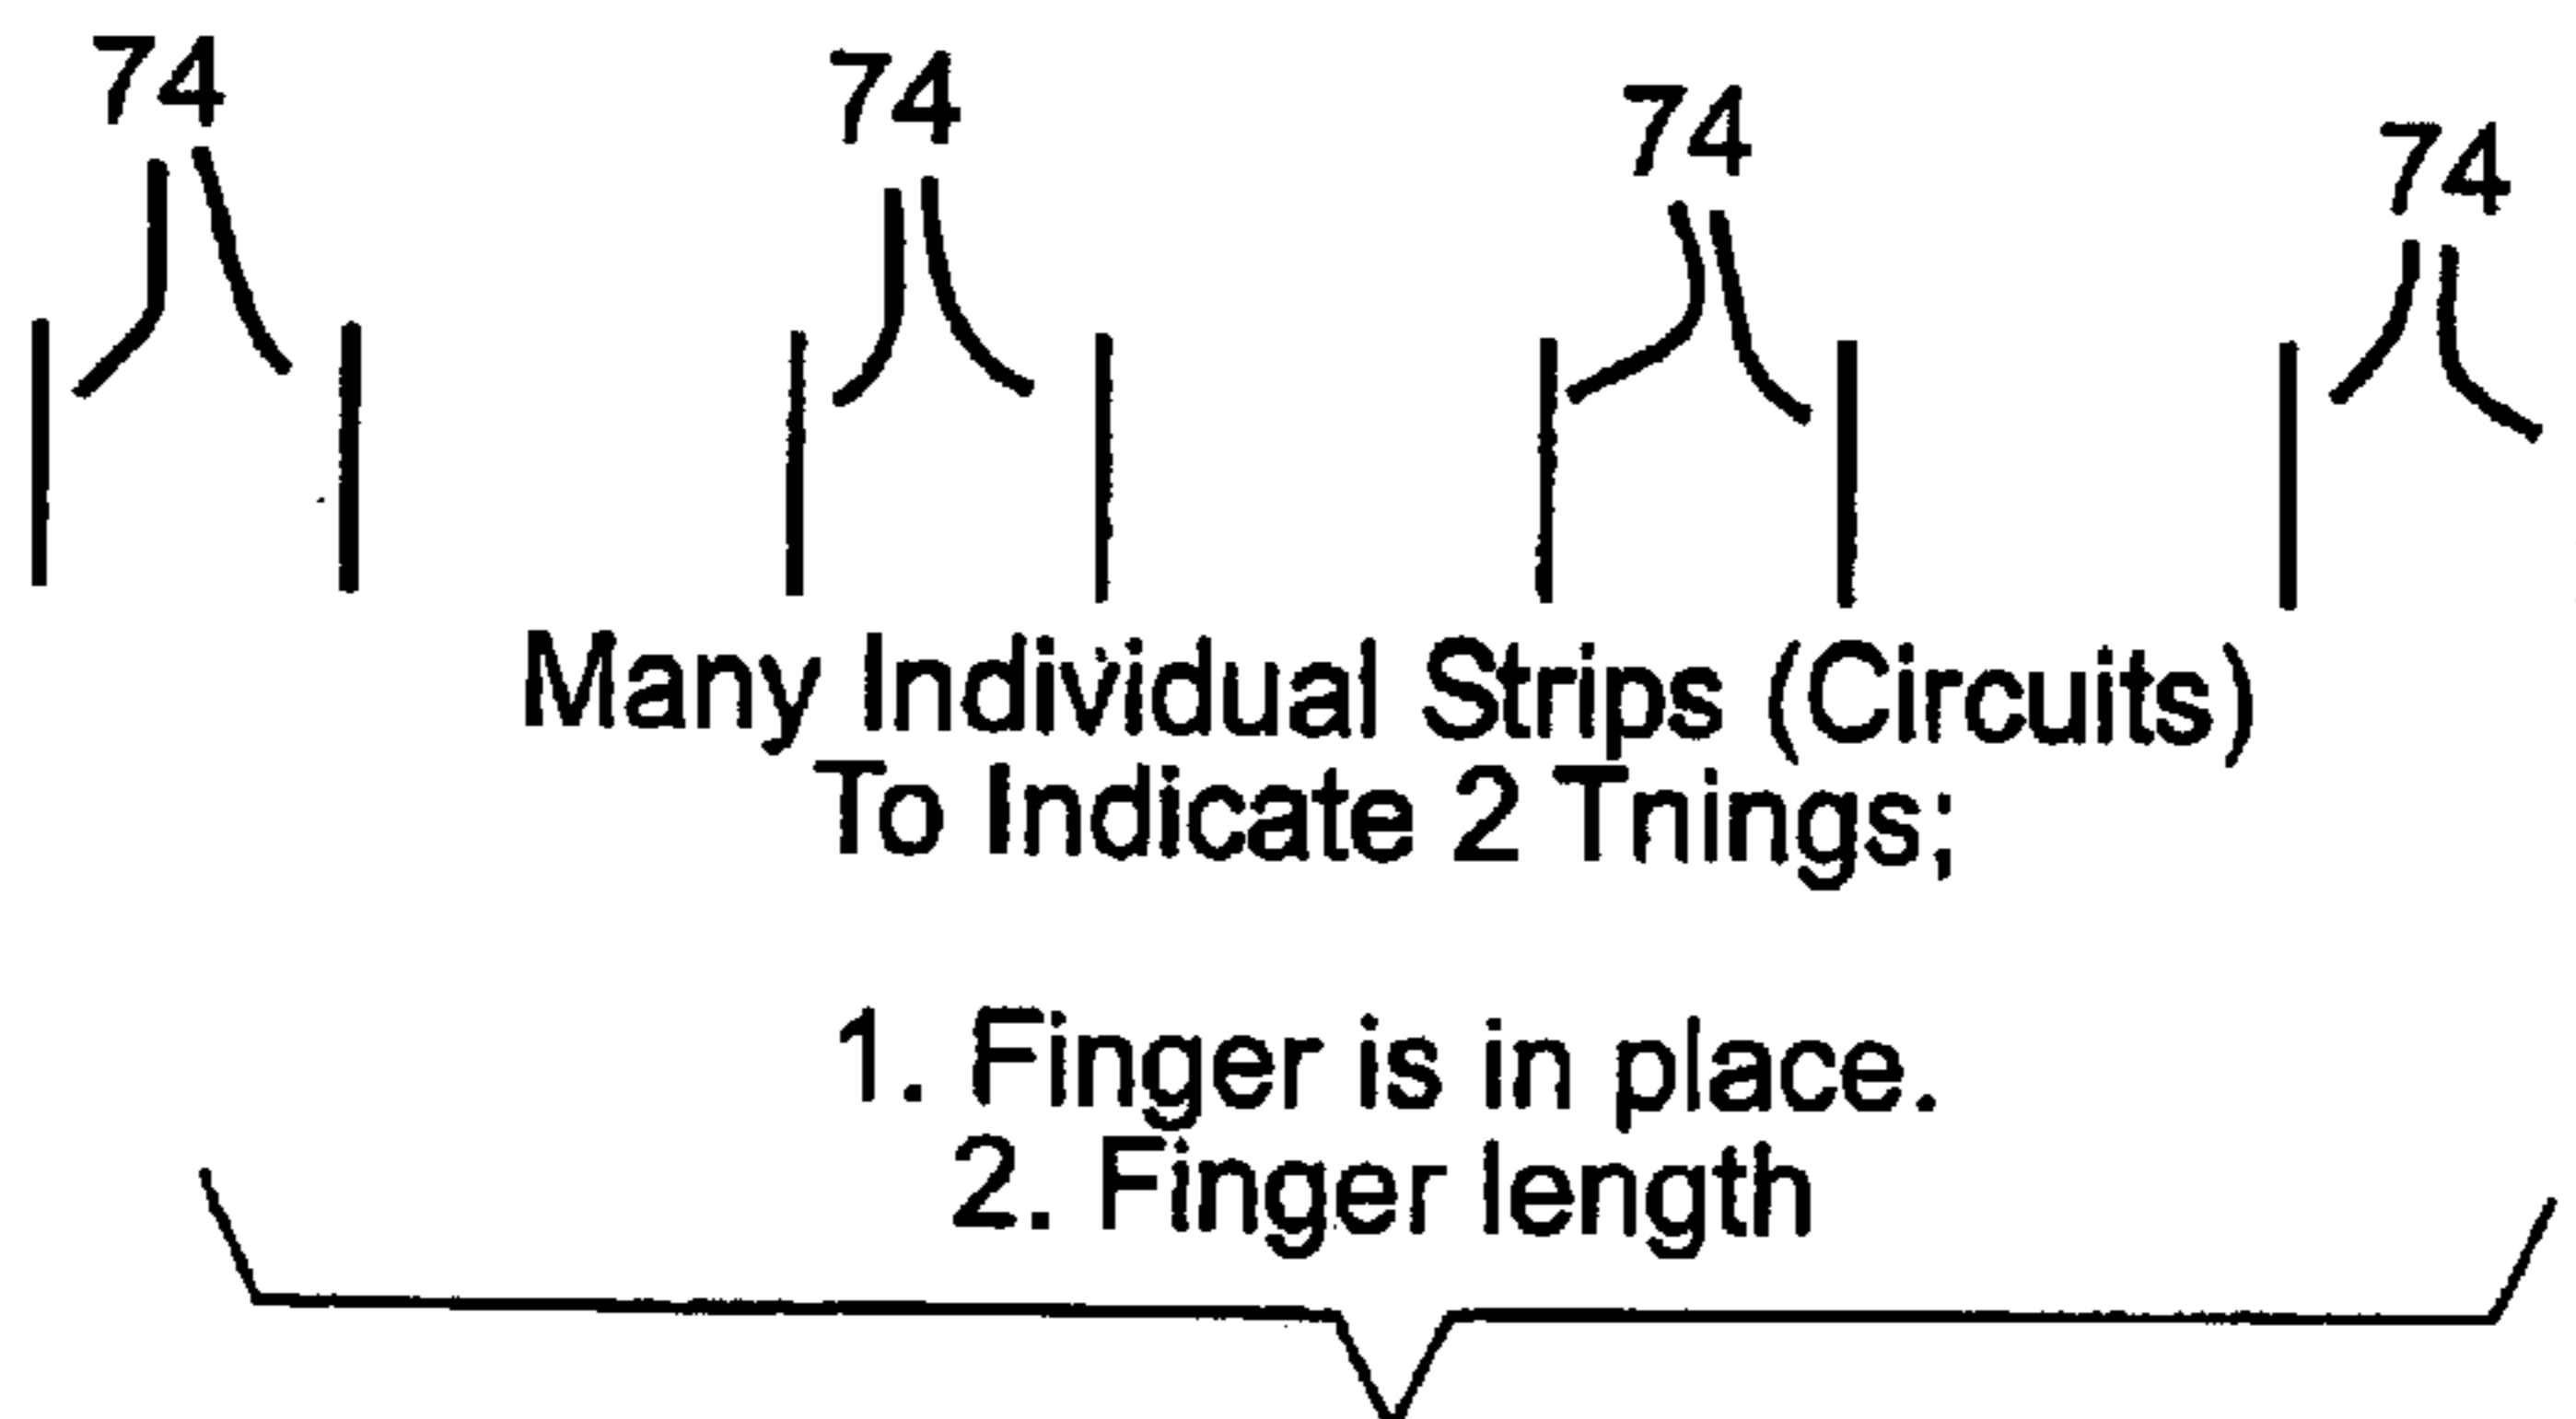 74 74 74 74
Many Individual Strips (Circuits)
To Indicate 2 Tnings;
1. Finger is in place.
2. Finger length